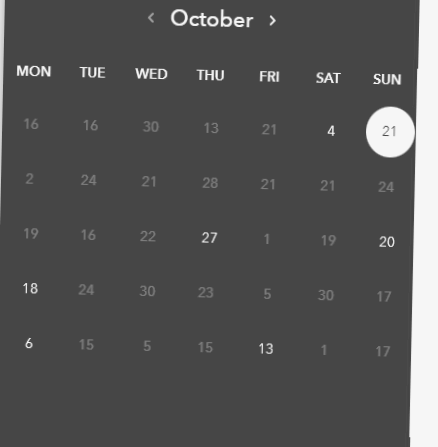 ‹ October ›
MON TUE WED THU FRI SAT SUN
16 16 30 13 21 4 21
2 24 21 28 21 21 24
19 16 22 27 1 19 20
18 24 30 23 5 30 17
6 15 5 15 13 1 17